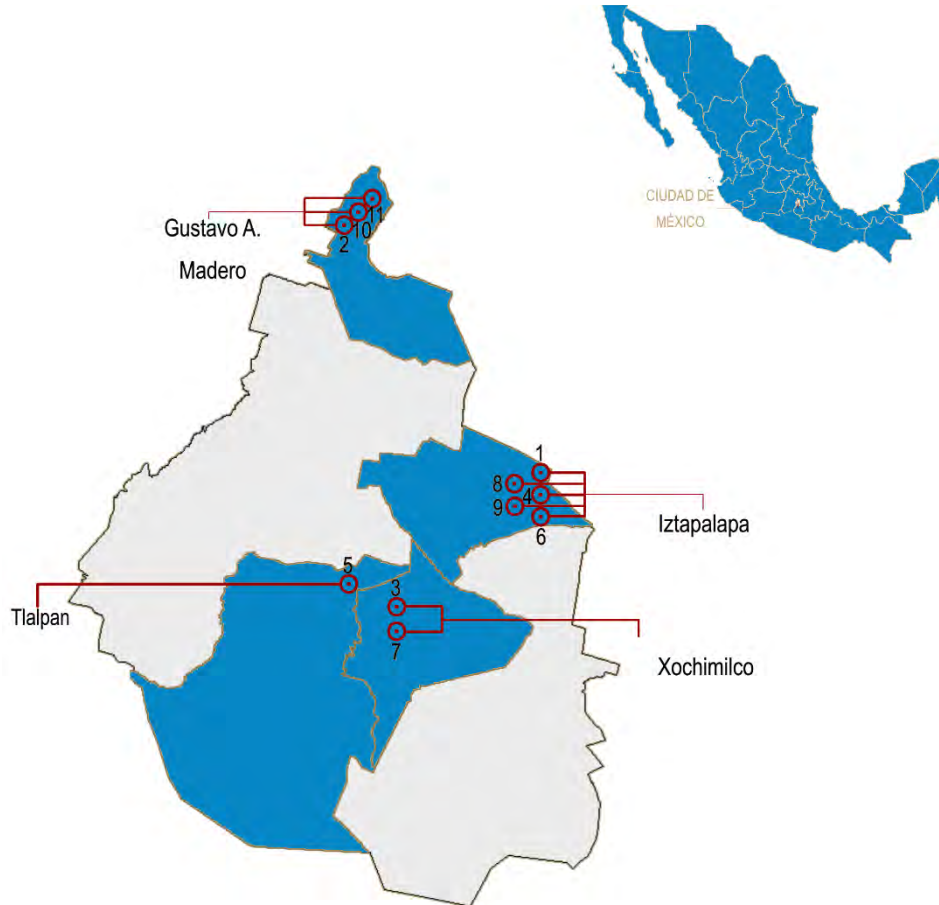 CIUDAD DE
MÉXICO
11
Gustavo A.
10
2
Madero
1
8
4
9
6
Iztapalapa
5
3
Tlalpan
7
Xochimilco